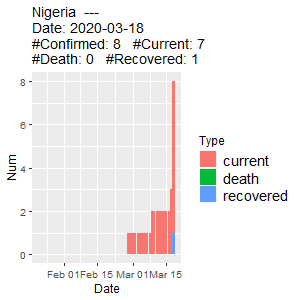 Nigeria  ---
Date: 2020-03-18
#Confirmed: 8   #Current: 7
#Death: 0   #Recovered: 1
8
6
4
2
0
Num
Feb 01 Feb 15 Mar 01 Mar 15
Date
Type
current
death
recovered